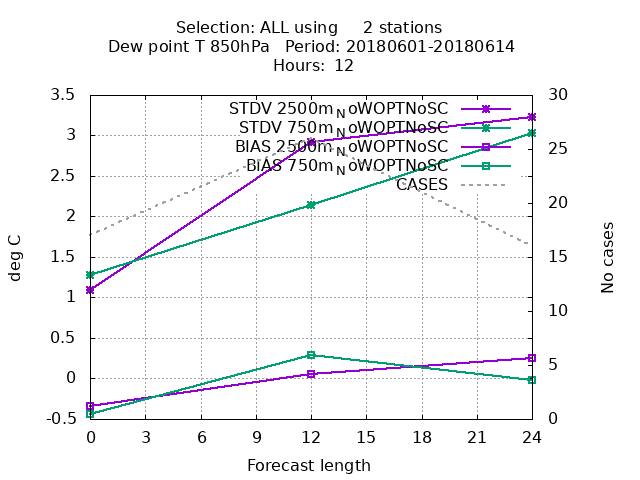 Selection: ALL using     2 stations
Dew point T 850hPa   Period: 20180601-20180614
Hours: 12
3.5
3
2.5
2
1.5
1
0.5
0
-0.5
30
25
20
15
10
5
0
STDV 2500m_NoWOPTNoSC
STDV 750m_NoWOPTNoSC
BIAS 2500m_NoWOPTNoSC
BIAS 750m_NoWOPTNoSC
CASES
deg C
No cases
0 3 6 9 12 15 18 21 24
Forecast length